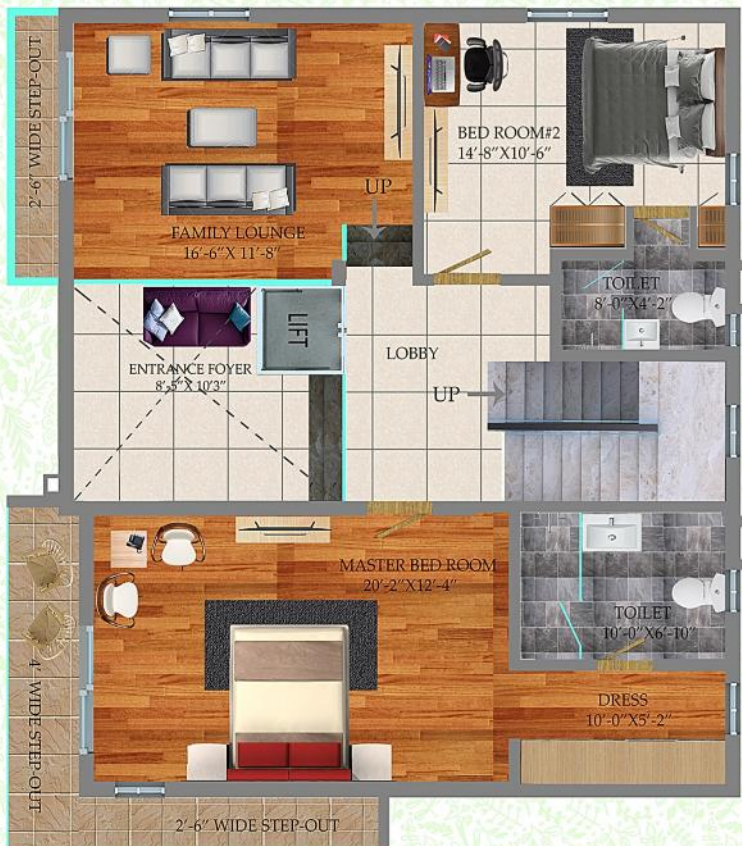 2'-6" WIDE STEP-OUT
FAMILY LOUNGE
16'-6"X 11'-8"
UP
BED ROOM#2
14'-8"X10'-6"
TOILET
8'-0"X4'-2"
LIFT
LOBBY
ENTRANCE FOYER
8'-5"X 10'3"
UP
MASTER BED ROOM
20'-2"X12'-4"
TOILET
10'-0"X6'-10"
DRESS
10'-0"X5'-2"
4' WIDE STEP-OUT
2'-6" WIDE STEP-OUT